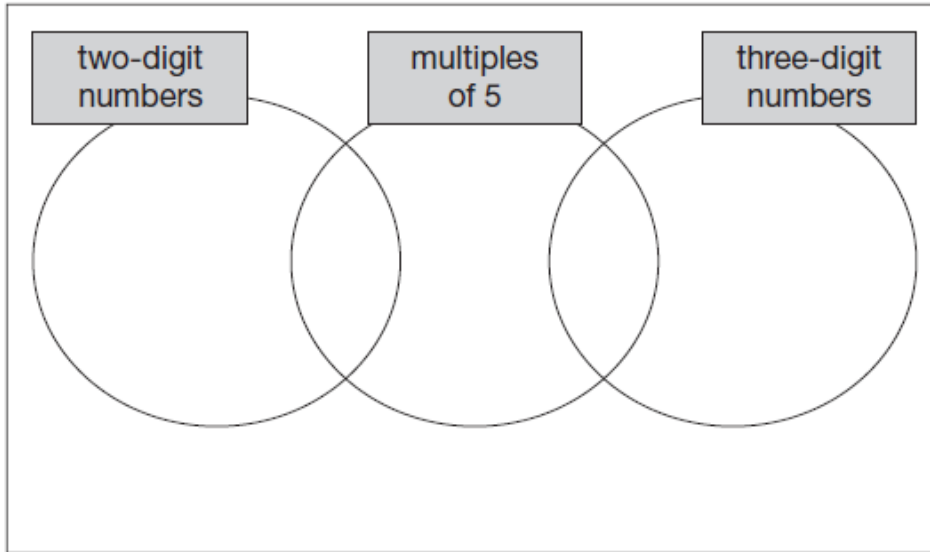 two-digit
numbers
multiples
of 5
three-digit
numbers